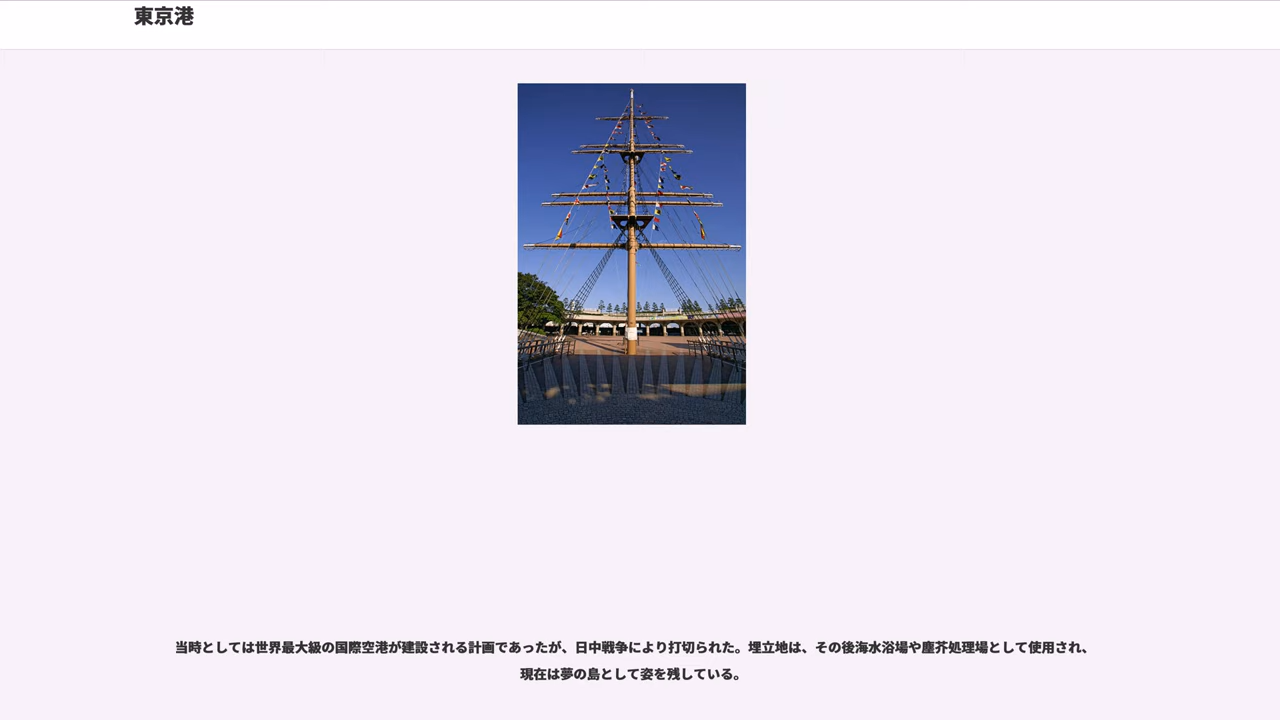 東京港
当時としては世界最大級の国際空港が建設される計画であったが、日中戦争により打切られた。埋立地は、その後海水浴場や塵芥処理場として使用され、
現在は夢の島として姿を残している。